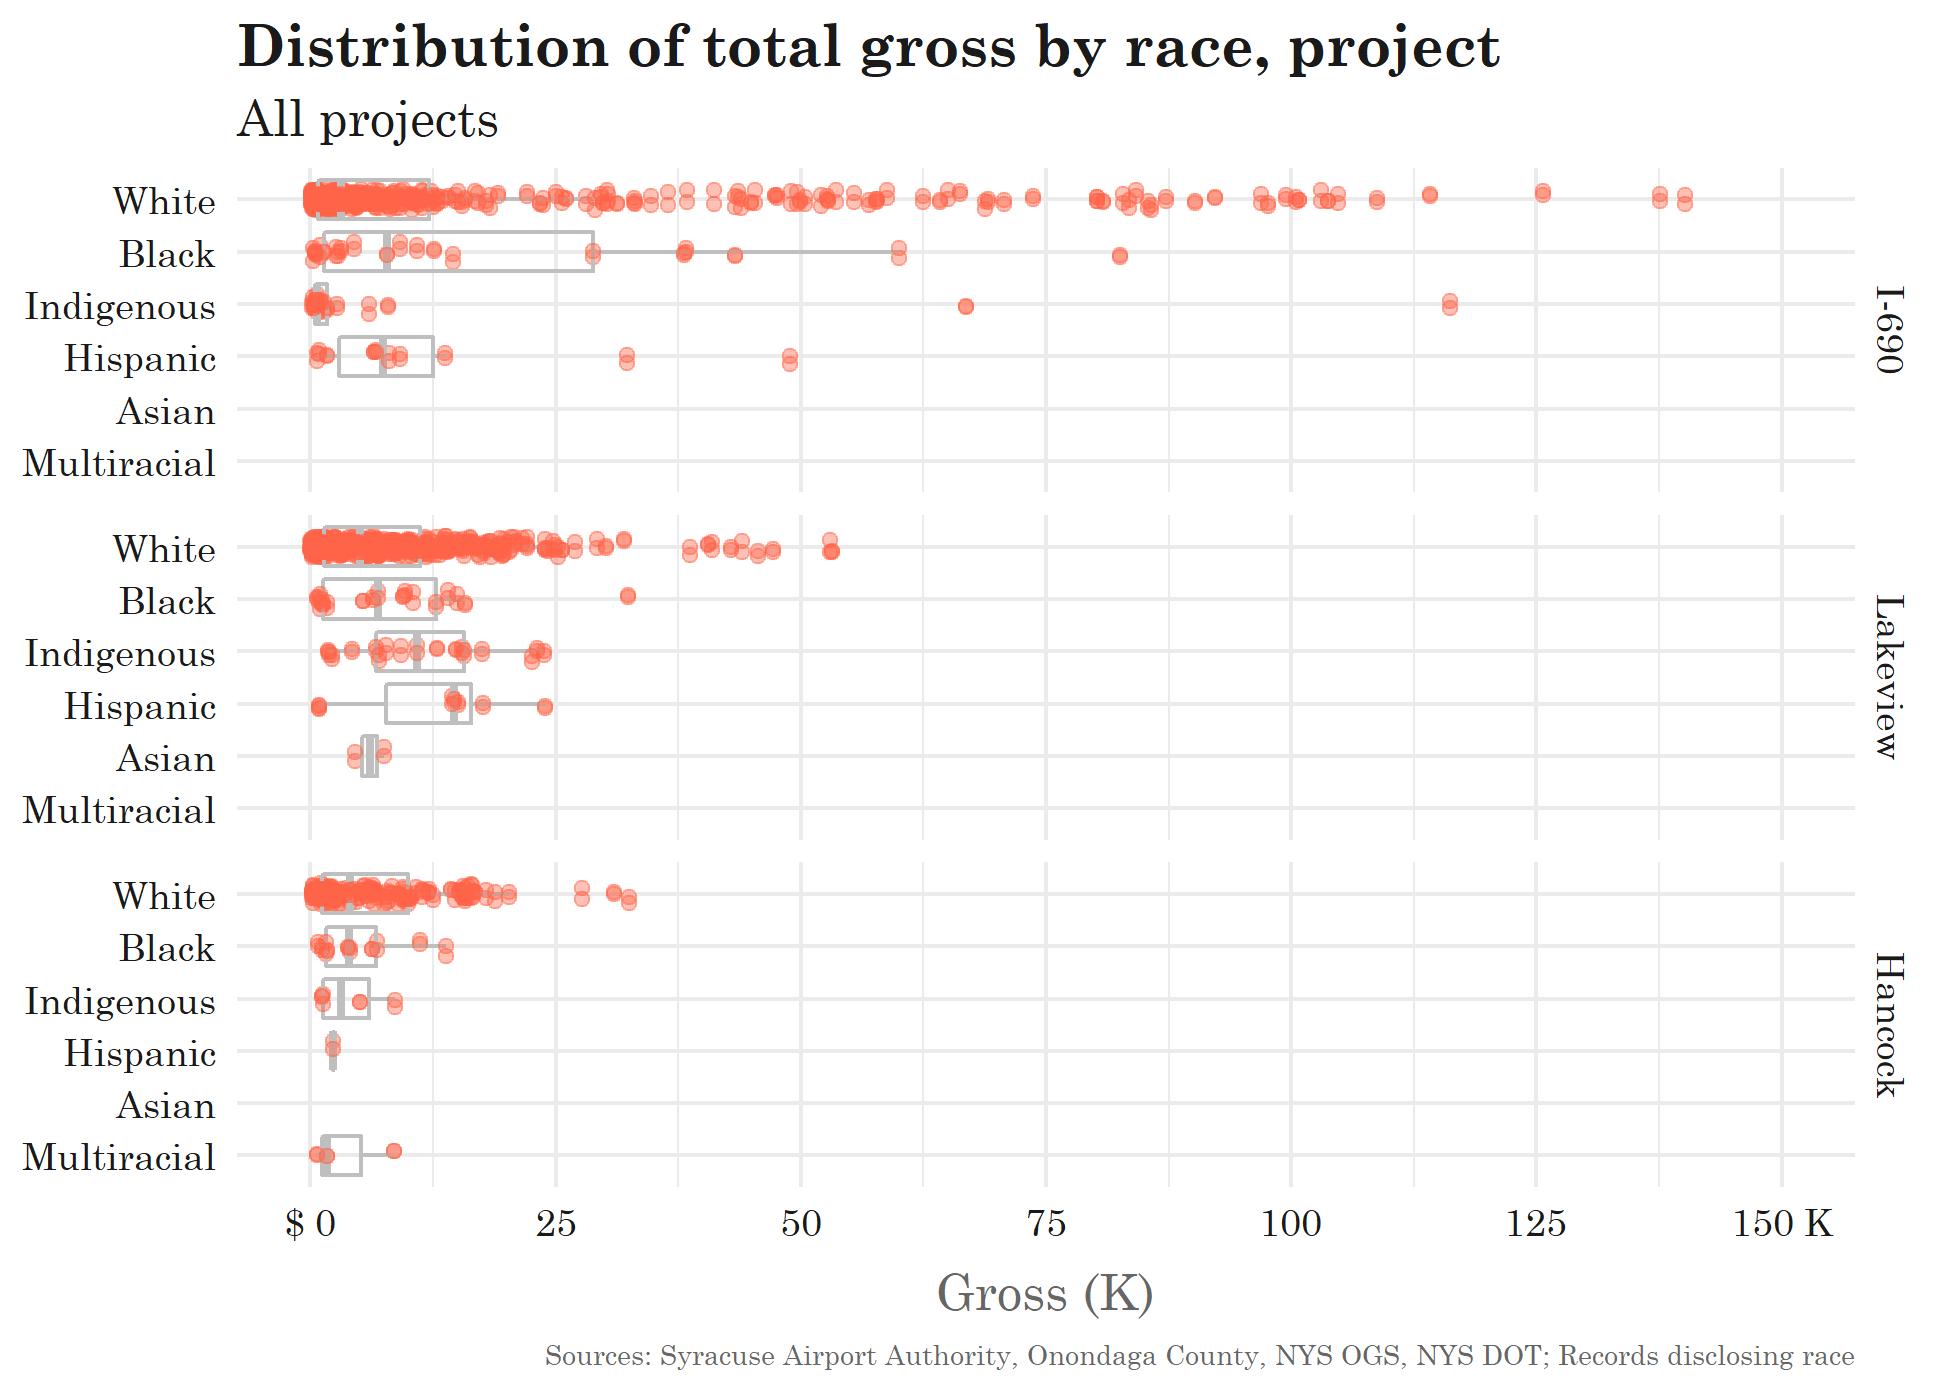 Distribution of total gross by race, project
All projects
White
Black
Indigenous
Hispanic
Asian
Multiracial
I-690
White
Black
Indigenous
Hispanic
Asian
Multiracial
Lakeview
White
Black
Indigenous
Hispanic
Asian
Multiracial
Hancock
$ 0 25 50 75 100 125 150 K
Gross (K)
Sources: Syracuse Airport Authority, Onondaga County, NYS OGS, NYS DOT; Records disclosing race